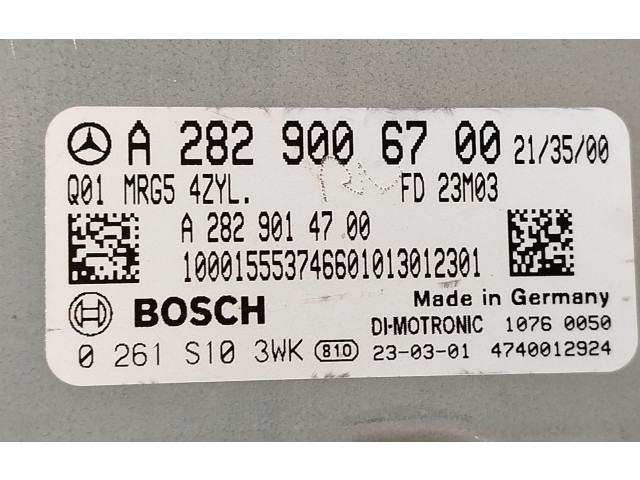 A 282 900 67 00 21/35/00
Q01 MRG5 4ZYL. FD 23M03
A 282 901 47 00
100015553746601013012301
BOSCH Made in Germany
DI-MOTRONIC 1076 0050
0 261 S10 3WK 810 23-03-01 4740012924